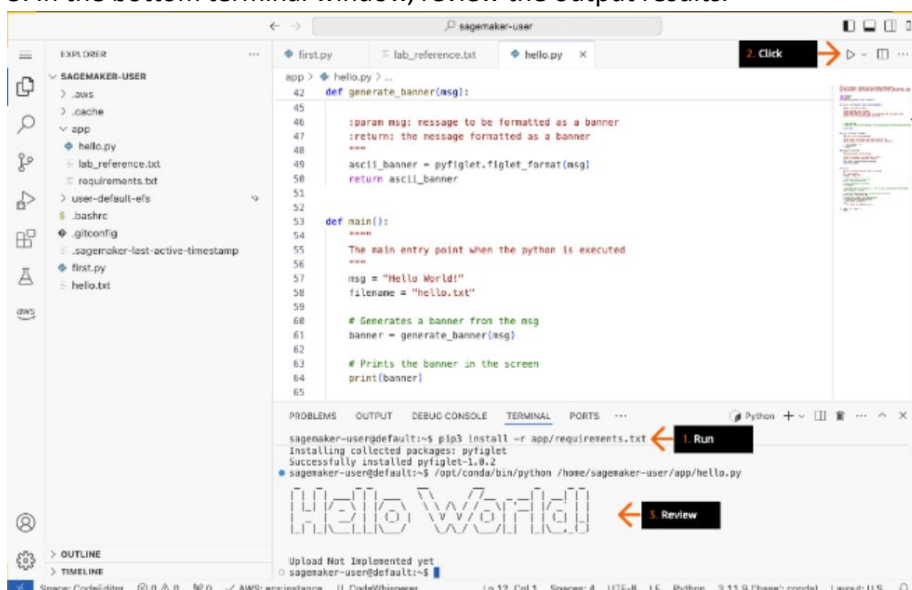 sagemaker-user
EXPLORER
first.py
lab_reference.txt
hello.py
2. Click
SAGEMAKER-USER
.aws
.cache
app
hello.py
lab_reference.txt
requirements.txt
user-default-efs
.bashrc
.gitconfig
.sagemaker-last-active-timestamp
first.py
hello.txt
aws
app > hello.py > ...
42 def generate_banner(msg):
45
46 :param msg: message to be formatted as a banner
47 :return: the message formatted as a banner
48 """
49 ascii_banner = pyfiglet.figlet_format(msg)
50 return ascii_banner
51
52
53 def main():
54 """
55 The main entry point when the python is executed
56 """
57 msg = "Hello World!"
58 filename = "hello.txt"
59
60 # Generates a banner from the msg
61 banner = generate_banner(msg)
62
63 # Prints the banner in the screen
64 print(banner)
65
PROBLEMS OUTPUT DEBUG CONSOLE TERMINAL PORTS ...
Python
sagemaker-user@default:~$ pip3 install -r app/requirements.txt
1. Run
Installing collected packages: pyfiglet
Successfully installed pyfiglet-1.0.2
sagemaker-user@default:~$ /opt/conda/bin/python /home/sagemaker-user/app/hello.py
Hello World!
3. Review
Upload Not Implemented yet
sagemaker-user@default:~$
OUTLINE
TIMELINE